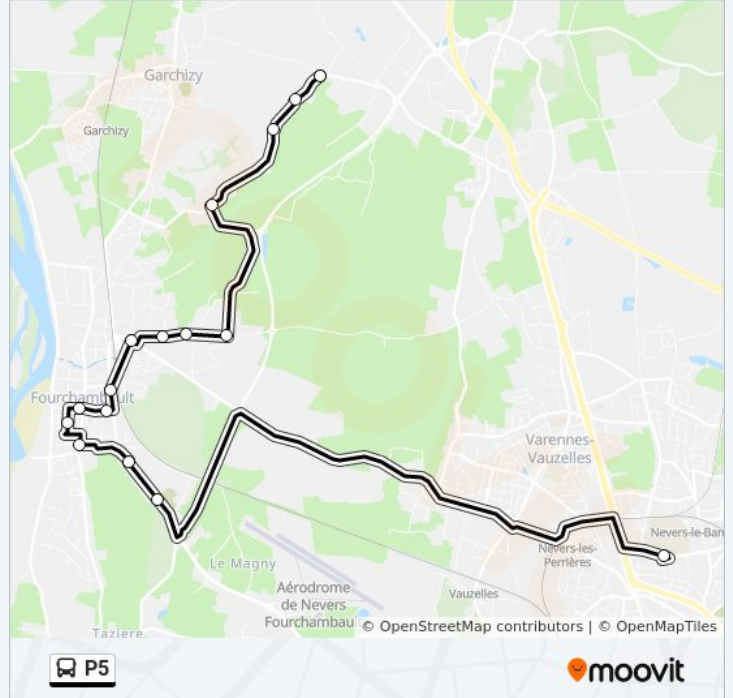 Garchizy
Garchizy
Fourchambault
Varennes-
Vauzelles
Nevers-le-Ban
Nevers-les-
Perrières
Le Magny
Aérodrome
de Nevers
Fourchambau
Vauzelles
© OpenStreetMap contributors | © OpenMapTiles
Taziere
P5
moovit